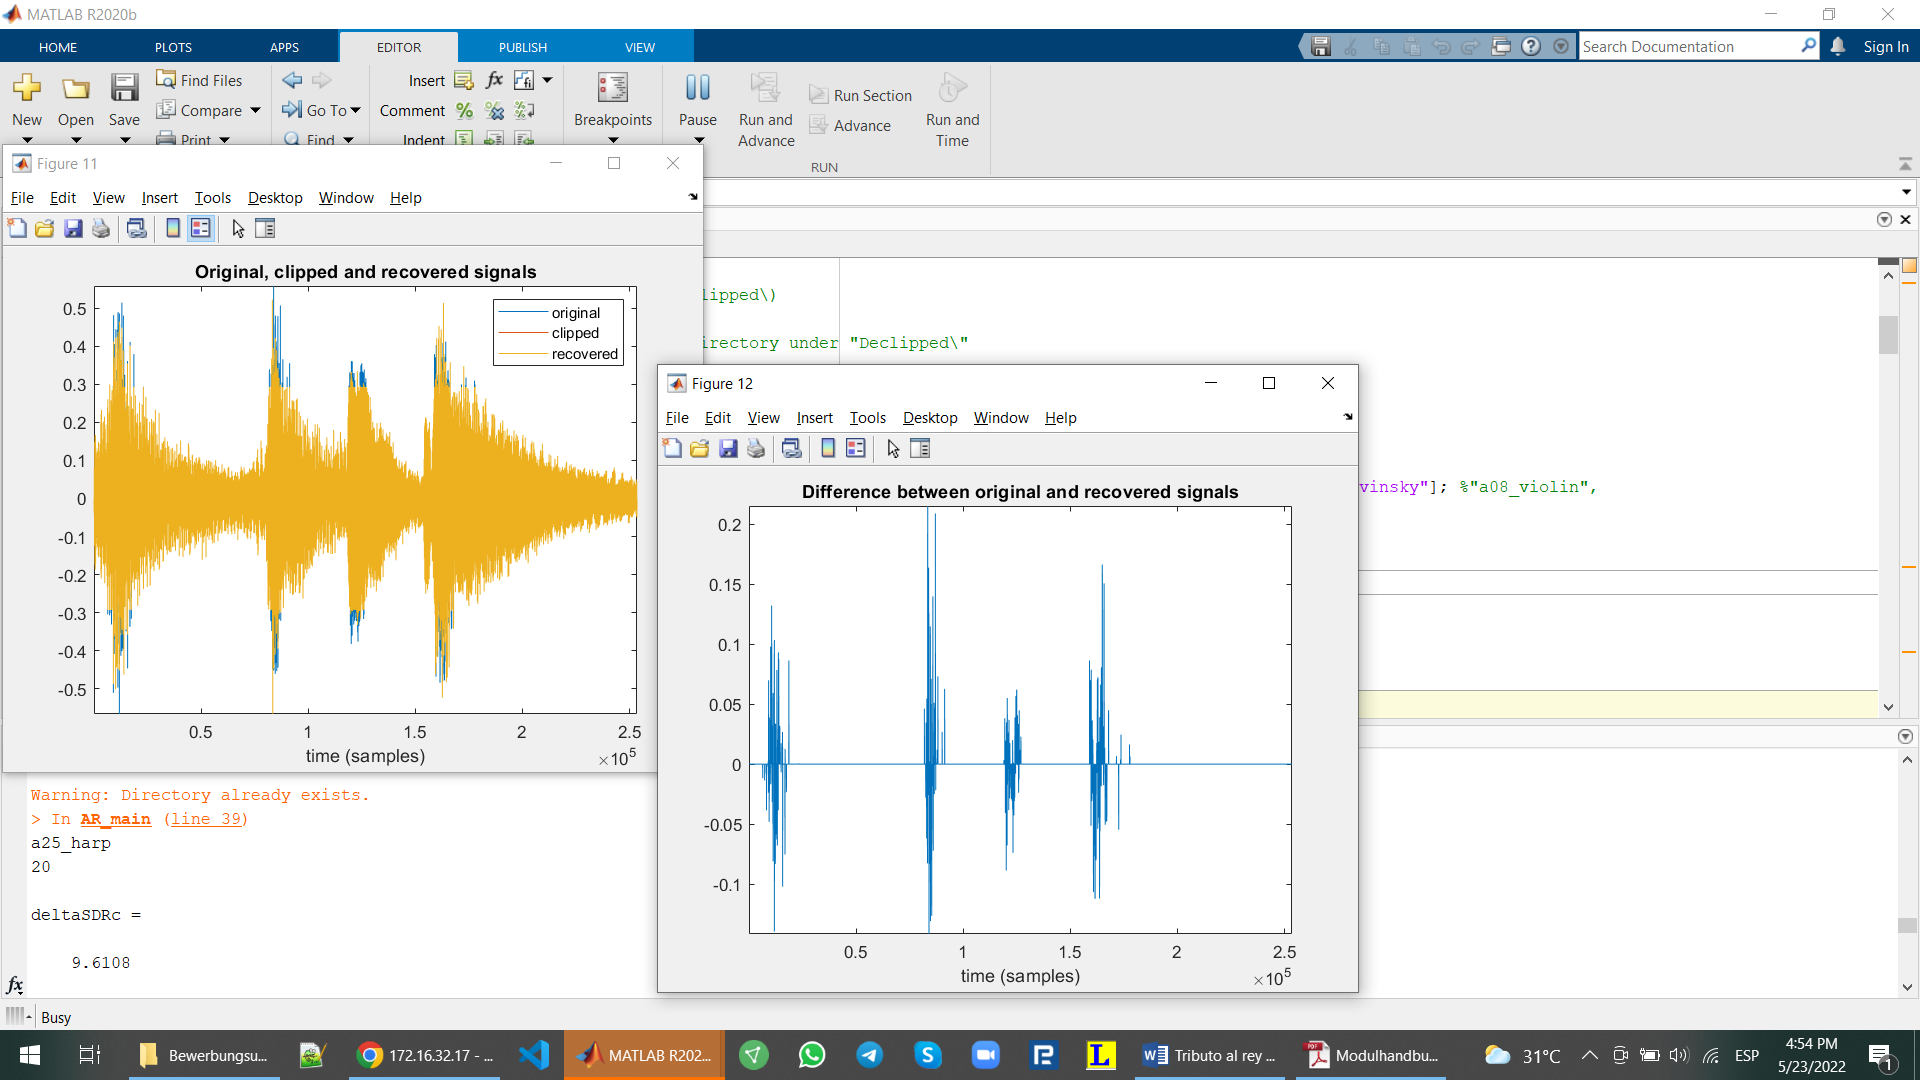 MATLAB R2020b
HOME PLOTS APPS EDITOR PUBLISH VIEW
Search Documentation
Sign In
New Open Save
Find Files
Compare
Print
Go To
Find
Insert fx
Comment
Indent
Breakpoints
Pause
Run and Advance
Run Section
Advance
Run and Time
RUN
Figure 11
File Edit View Insert Tools Desktop Window Help
Original, clipped and recovered signals
original
clipped
recovered
0.5
0.4
0.3
0.2
0.1
0
-0.1
-0.2
-0.3
-0.4
-0.5
0.5 1 1.5 2 2.5
×10⁵
time (samples)
lipped\)
irectory under "Declipped\"
vinsky"]; %"a08_violin",
Figure 12
File Edit View Insert Tools Desktop Window Help
Difference between original and recovered signals
0.2
0.15
0.1
0.05
0
-0.05
-0.1
0.5 1 1.5 2 2.5
×10⁵
time (samples)
Warning: Directory already exists.
> In AR_main (line 39)
a25_harp
20
deltaSDRc =
9.6108
fx
Busy
Bewerbungsu...
172.16.32.17 - ...
MATLAB R202...
Tributo al rey ...
Modulhandbu...
31°C
ESP
4:54 PM
5/23/2022
1